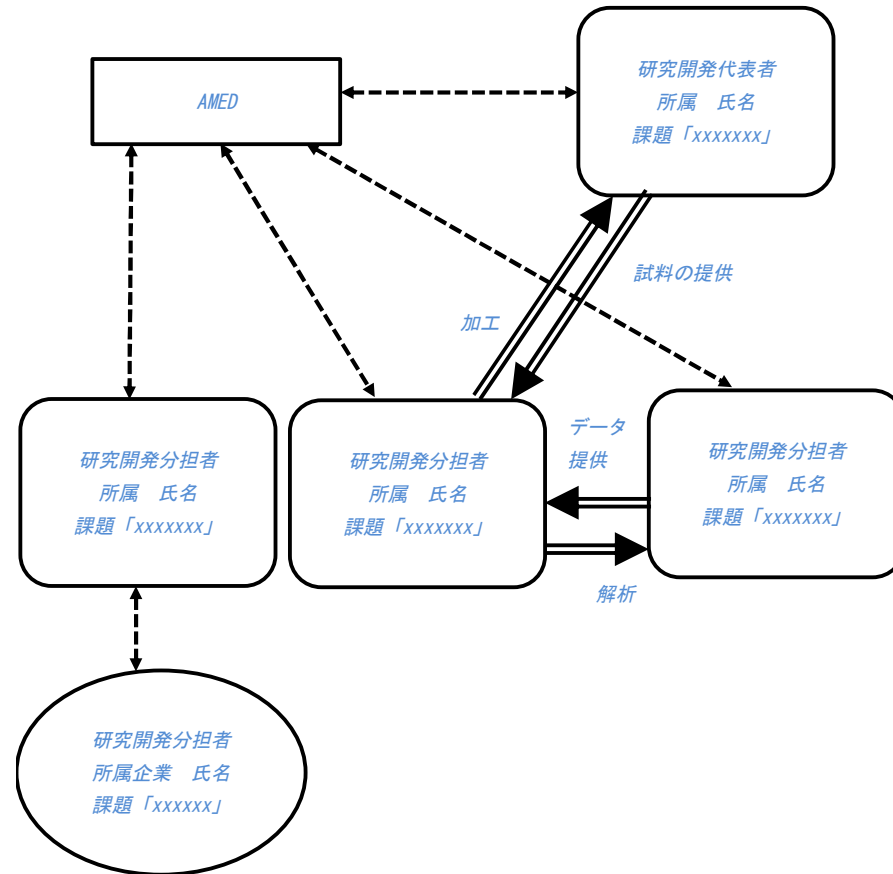 AMED
研究開発代表者
所属　氏名
課題「xxxxxxx」
試料の提供
加工
研究開発分担者
所属　氏名
課題「xxxxxxx」
研究開発分担者
所属　氏名
課題「xxxxxxx」
データ
提供
研究開発分担者
所属　氏名
課題「xxxxxxx」
解析
研究開発分担者
所属企業　氏名
課題「xxxxxx」